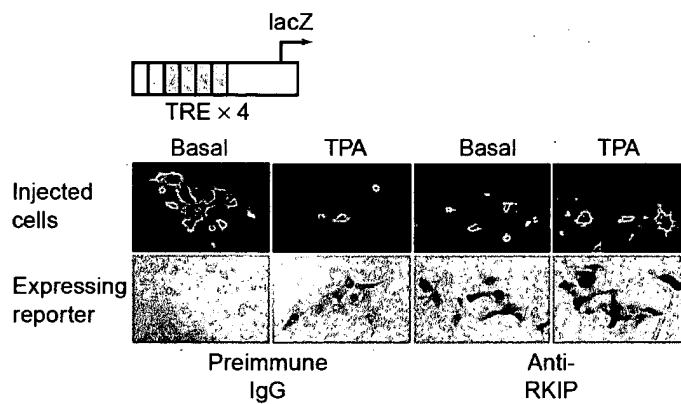 lacZ
TRE × 4
Basal TPA Basal TPA
Injected
cells
Expressing
reporter
Preimmune
IgG
Anti-
RKIP